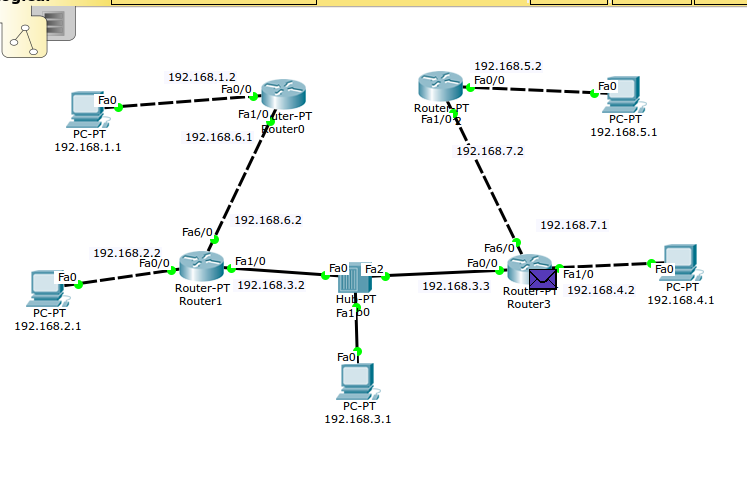 192.168.1.2
Fa0/0
Fa0
PC-PT
192.168.1.1
Fa1/0
uter-PT
Router0
192.168.6.1
192.168.5.2
Fa0/0
Fa0
Router-PT
Fa1/0
PC-PT
192.168.5.1
192.168.7.2
192.168.6.2
Fa6/0
192.168.2.2
Fa0/0
Fa1/0
Fa0
Router-PT
Router1
192.168.3.2
PC-PT
192.168.2.1
Fa0
Fa2
Hub-PT
Fa1
192.168.3.3
192.168.7.1
Fa6/0
Fa0/0
Fa1/0
Router-PT
Router3
192.168.4.2
Fa0
PC-PT
192.168.4.1
Fa0
PC-PT
192.168.3.1